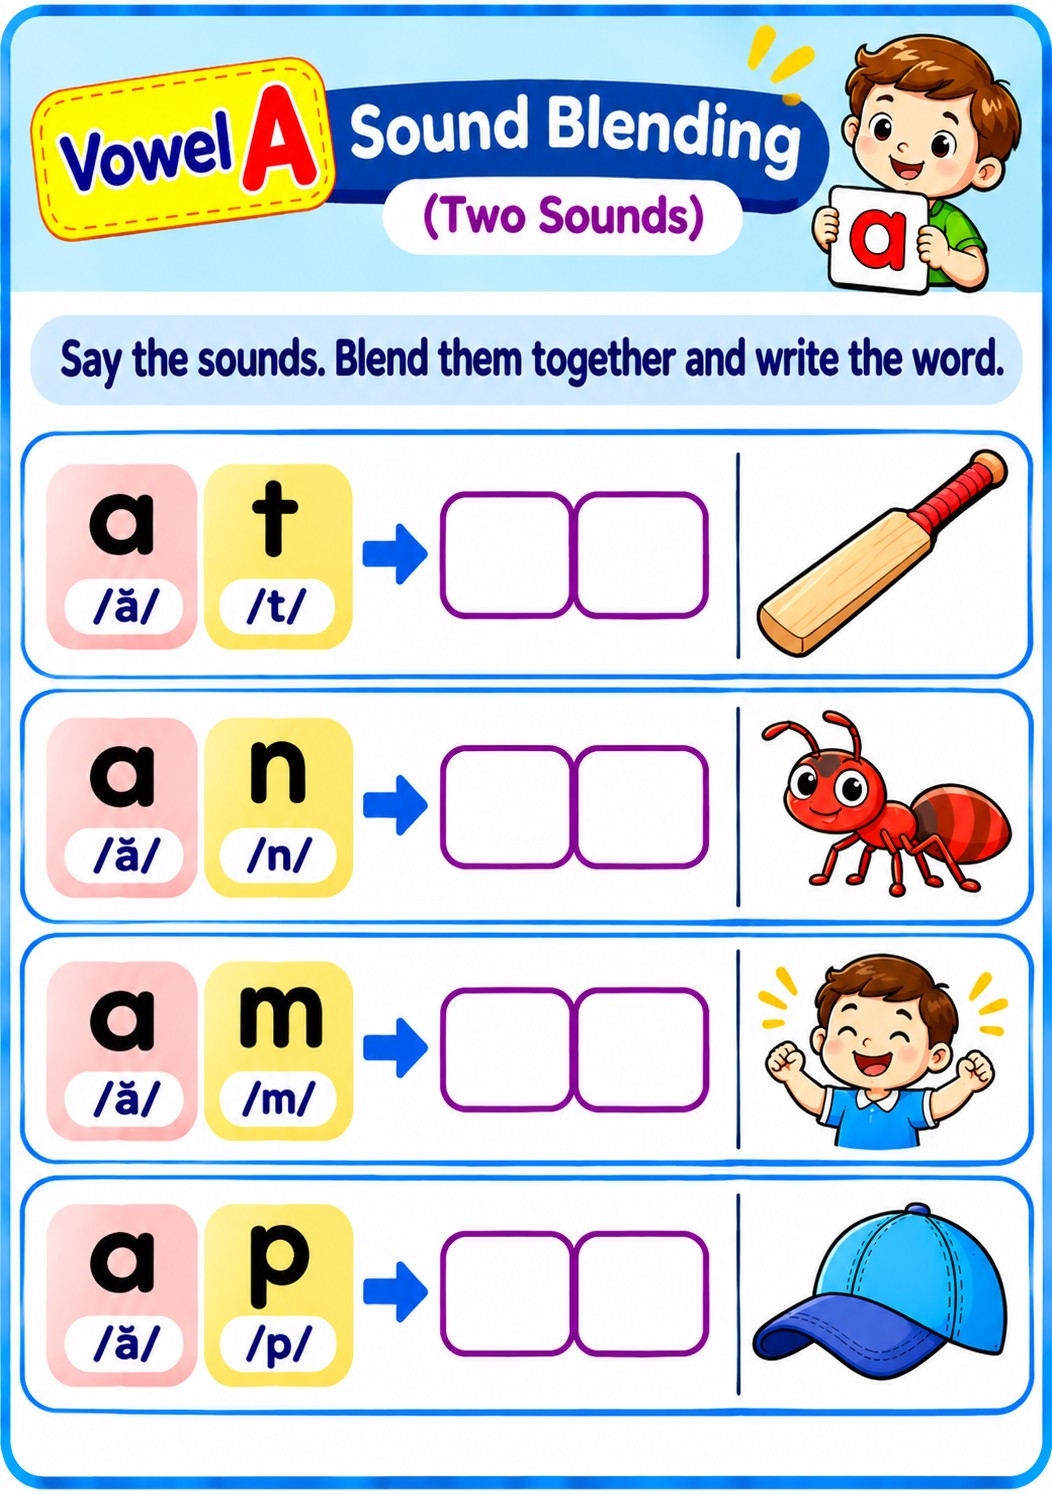 Vowel A
Sound Blending
(Two Sounds)
a
Say the sounds. Blend them together and write the word.
a t
/ă/ /t/
a n
/ă/ /n/
a m
/ă/ /m/
a p
/ă/ /p/